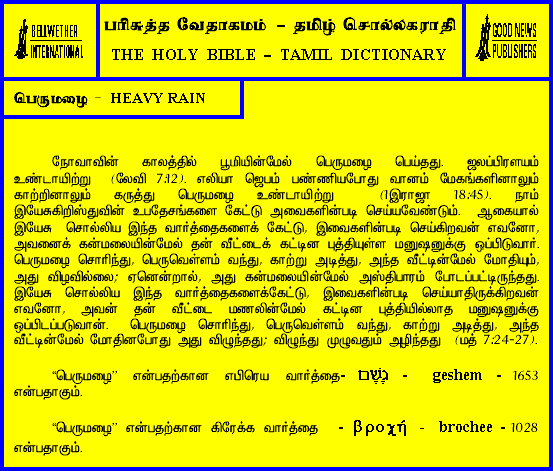 BELLWETHER
INTERNATIONAL
பரிசுத்த வேதாகமம் - தமிழ் சொல்லகராதி
THE HOLY BIBLE - TAMIL DICTIONARY
GOOD NEWS
PUBLISHERS
பெருமழை - HEAVY RAIN
நோவாவின் காலத்தில் பூமியின்மேல் பெருமழை பெய்தது. ஜலப்பிரளயம்
உண்டாயிற்று (லேவி 7:12). எலியா ஜெபம் பண்ணியபோது வானம் மேகங்களினாலும்
காற்றினாலும் கருத்து பெருமழை உண்டாயிற்று (1இராஜா 18:45). நாம்
இயேசுகிறிஸ்துவின் உபதேசங்களை கேட்டு அவைகளின்படி செய்யவேண்டும். ஆகையால்
இயேசு சொல்லிய இந்த வார்த்தைகளைக் கேட்டு, இவைகளின்படி செய்கிறவன் எவனோ,
அவனைக் கன்மலையின்மேல் தன் வீட்டைக் கட்டின புத்தியுள்ள மனுஷனுக்கு ஒப்பிடுவார்.
பெருமழை சொரிந்து, பெருவெள்ளம் வந்து, காற்று அடித்து, அந்த வீட்டின்மேல் மோதியும்,
அது விழவில்லை; ஏனென்றால், அது கன்மலையின்மேல் அஸ்திபாரம் போடப்பட்டிருந்தது.
இயேசு சொல்லிய இந்த வார்த்தைகளைக்கேட்டு, இவைகளின்படி செய்யாதிருக்கிறவன்
எவனோ, அவன் தன் வீட்டை மணலின்மேல் கட்டின புத்தியில்லாத மனுஷனுக்கு
ஒப்பிடப்படுவான். பெருமழை சொரிந்து, பெருவெள்ளம் வந்து, காற்று அடித்து, அந்த
வீட்டின்மேல் மோதினபோது அது விழுந்தது; விழுந்து முழுவதும் அழிந்தது (மத் 7:24-27).
“பெருமழை” என்பதற்கான எபிரெய வார்த்தை- גֶּשֶׁם - geshem - 1653
என்பதாகும்.
“பெருமழை” என்பதற்கான கிரேக்க வார்த்தை - βροχή - brochee - 1028
என்பதாகும்.